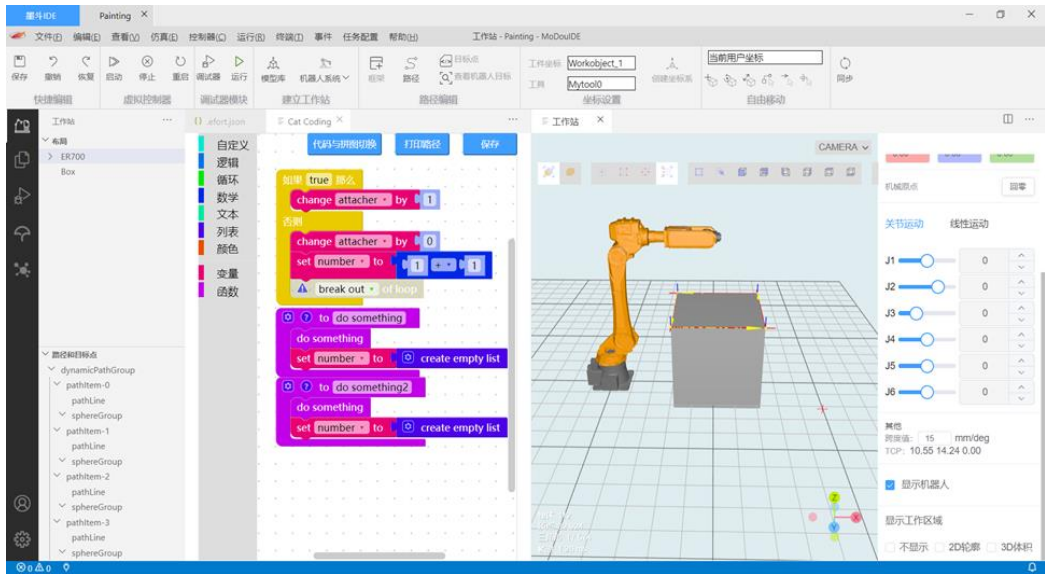 墨斗IDE Painting
文件(F) 编辑(E) 查看(V) 仿真(E) 控制器(C) 运行(R) 终端(T) 事件 任务配置 帮助(H) 工作站 - Painting - MoDouIDE
保存 撤销 恢复 启动 停止 重启 调试器 运行 模型库 机器人系统 框架 路径 目标点 查看机器人目标 工件坐标 Workobject_1 工具 Mytool0 创建坐标系 当前用户坐标 同步
快捷编辑 虚拟控制器 调试器模块 建立工作站 路径编辑 坐标设置 自由移动
工作站 ... {} .efort.json Cat Coding ... 工作站
布局
ER700
Box
路径和目标点
dynamicPathGroup
pathItem-0
pathLine
sphereGroup
pathItem-1
pathLine
sphereGroup
pathItem-2
pathLine
sphereGroup
pathItem-3
pathLine
sphereGroup
自定义
逻辑
循环
数学
文本
列表
颜色
变量
函数
代码与拼图切换 打印路径 保存
如果 true 那么
change attacher by 1
否则
change attacher by 0
set number to 1 + 1
break out of loop
to do something
do something
set number to create empty list
to do something2
do something
set number to create empty list
CAMERA
Z
X
机械原点 回零
关节运动 线性运动
J1 0
J2 0
J3 0
J4 0
J5 0
J6 0
其他
跨度值: 15 mm/deg
TCP: 10.55 14.24 0.00
显示机器人
显示工作区域
不显示 2D轮廓 3D体积
0 0